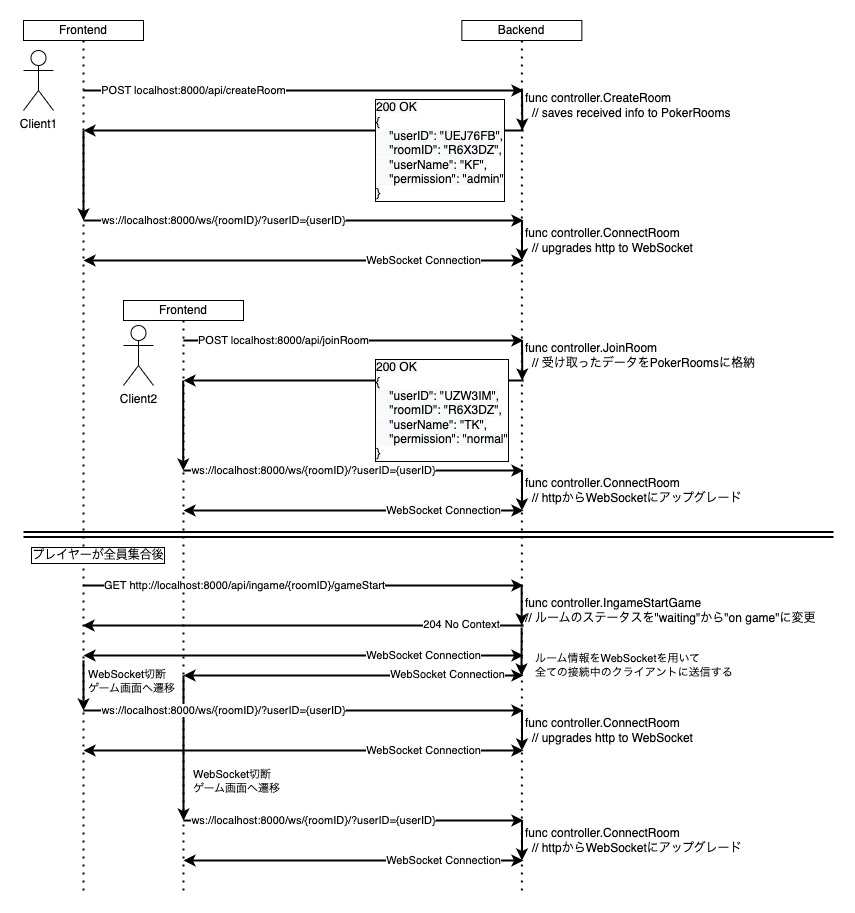 Frontend
Backend
Client1
POST localhost:8000/api/createRoom
func controller.CreateRoom
// saves received info to PokerRooms
200 OK
{
"userID": "UEJ76FB",
"roomID": "R6X3DZ",
"userName": "KF",
"permission": "admin"
}
ws://localhost:8000/ws/{roomID}/?userID={userID}
func controller.ConnectRoom
// upgrades http to WebSocket
WebSocket Connection
Frontend
Client2
POST localhost:8000/api/joinRoom
func controller.JoinRoom
// 受け取ったデータをPokerRoomsに格納
200 OK
{
"userID": "UZW3IM",
"roomID": "R6X3DZ",
"userName": "TK",
"permission": "normal"
}
ws://localhost:8000/ws/{roomID}/?userID={userID}
func controller.ConnectRoom
// httpからWebSocketにアップグレード
WebSocket Connection
プレイヤーが全員集合後
GET http://localhost:8000/api/ingame/{roomID}/gameStart
func controller.IngameStartGame
// ルームのステータスを"waiting"から"on game"に変更
204 No Context
WebSocket Connection
ルーム情報をWebSocketを用いて
全ての接続中のクライアントに送信する
WebSocket Connection
WebSocket切断
ゲーム画面へ遷移
ws://localhost:8000/ws/{roomID}/?userID={userID}
func controller.ConnectRoom
// upgrades http to WebSocket
WebSocket Connection
WebSocket切断
ゲーム画面へ遷移
ws://localhost:8000/ws/{roomID}/?userID={userID}
func controller.ConnectRoom
// httpからWebSocketにアップグレード
WebSocket Connection